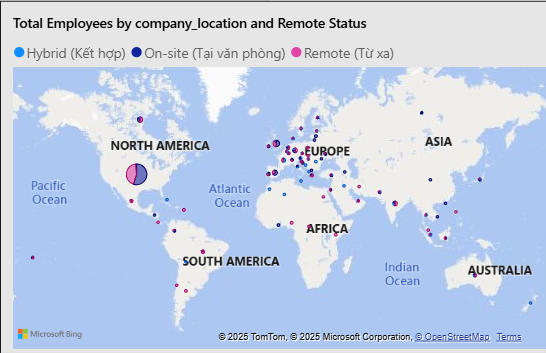 Total Employees by company_location and Remote Status
Hybrid (Kết hợp) On-site (Tại văn phòng) Remote (Từ xa)
NORTH AMERICA
EUROPE
ASIA
Pacific
Ocean
Atlantic
Ocean
AFRICA
SOUTH AMERICA
Indian
Ocean
AUSTRALIA
Microsoft Bing
© 2025 TomTom, © 2025 Microsoft Corporation, © OpenStreetMap Terms